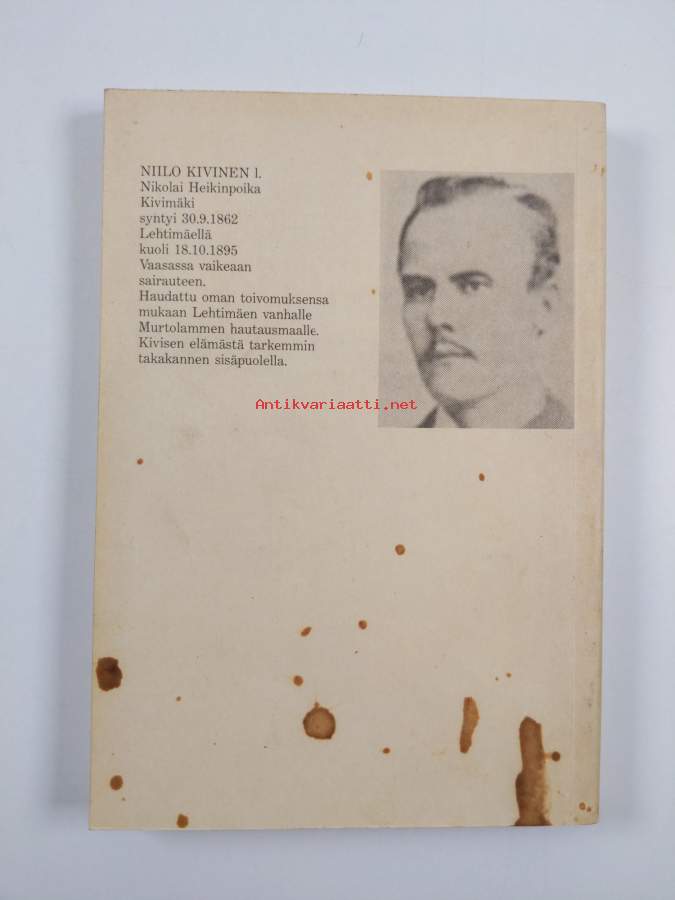 NIILO KIVINEN l.
Nikolai Heikinpoika
Kivimäki
syntyi 30.9.1862
Lehtimäellä
kuoli 18.10.1895
Vaasassa vaikeaan
sairauteen.
Haudattu oman toivomuksensa
mukaan Lehtimäen vanhalle
Murtolammen hautausmaalle.
Kivisen elämästä tarkemmin
takakannen sisäpuolella.
Antikvariaatti.net